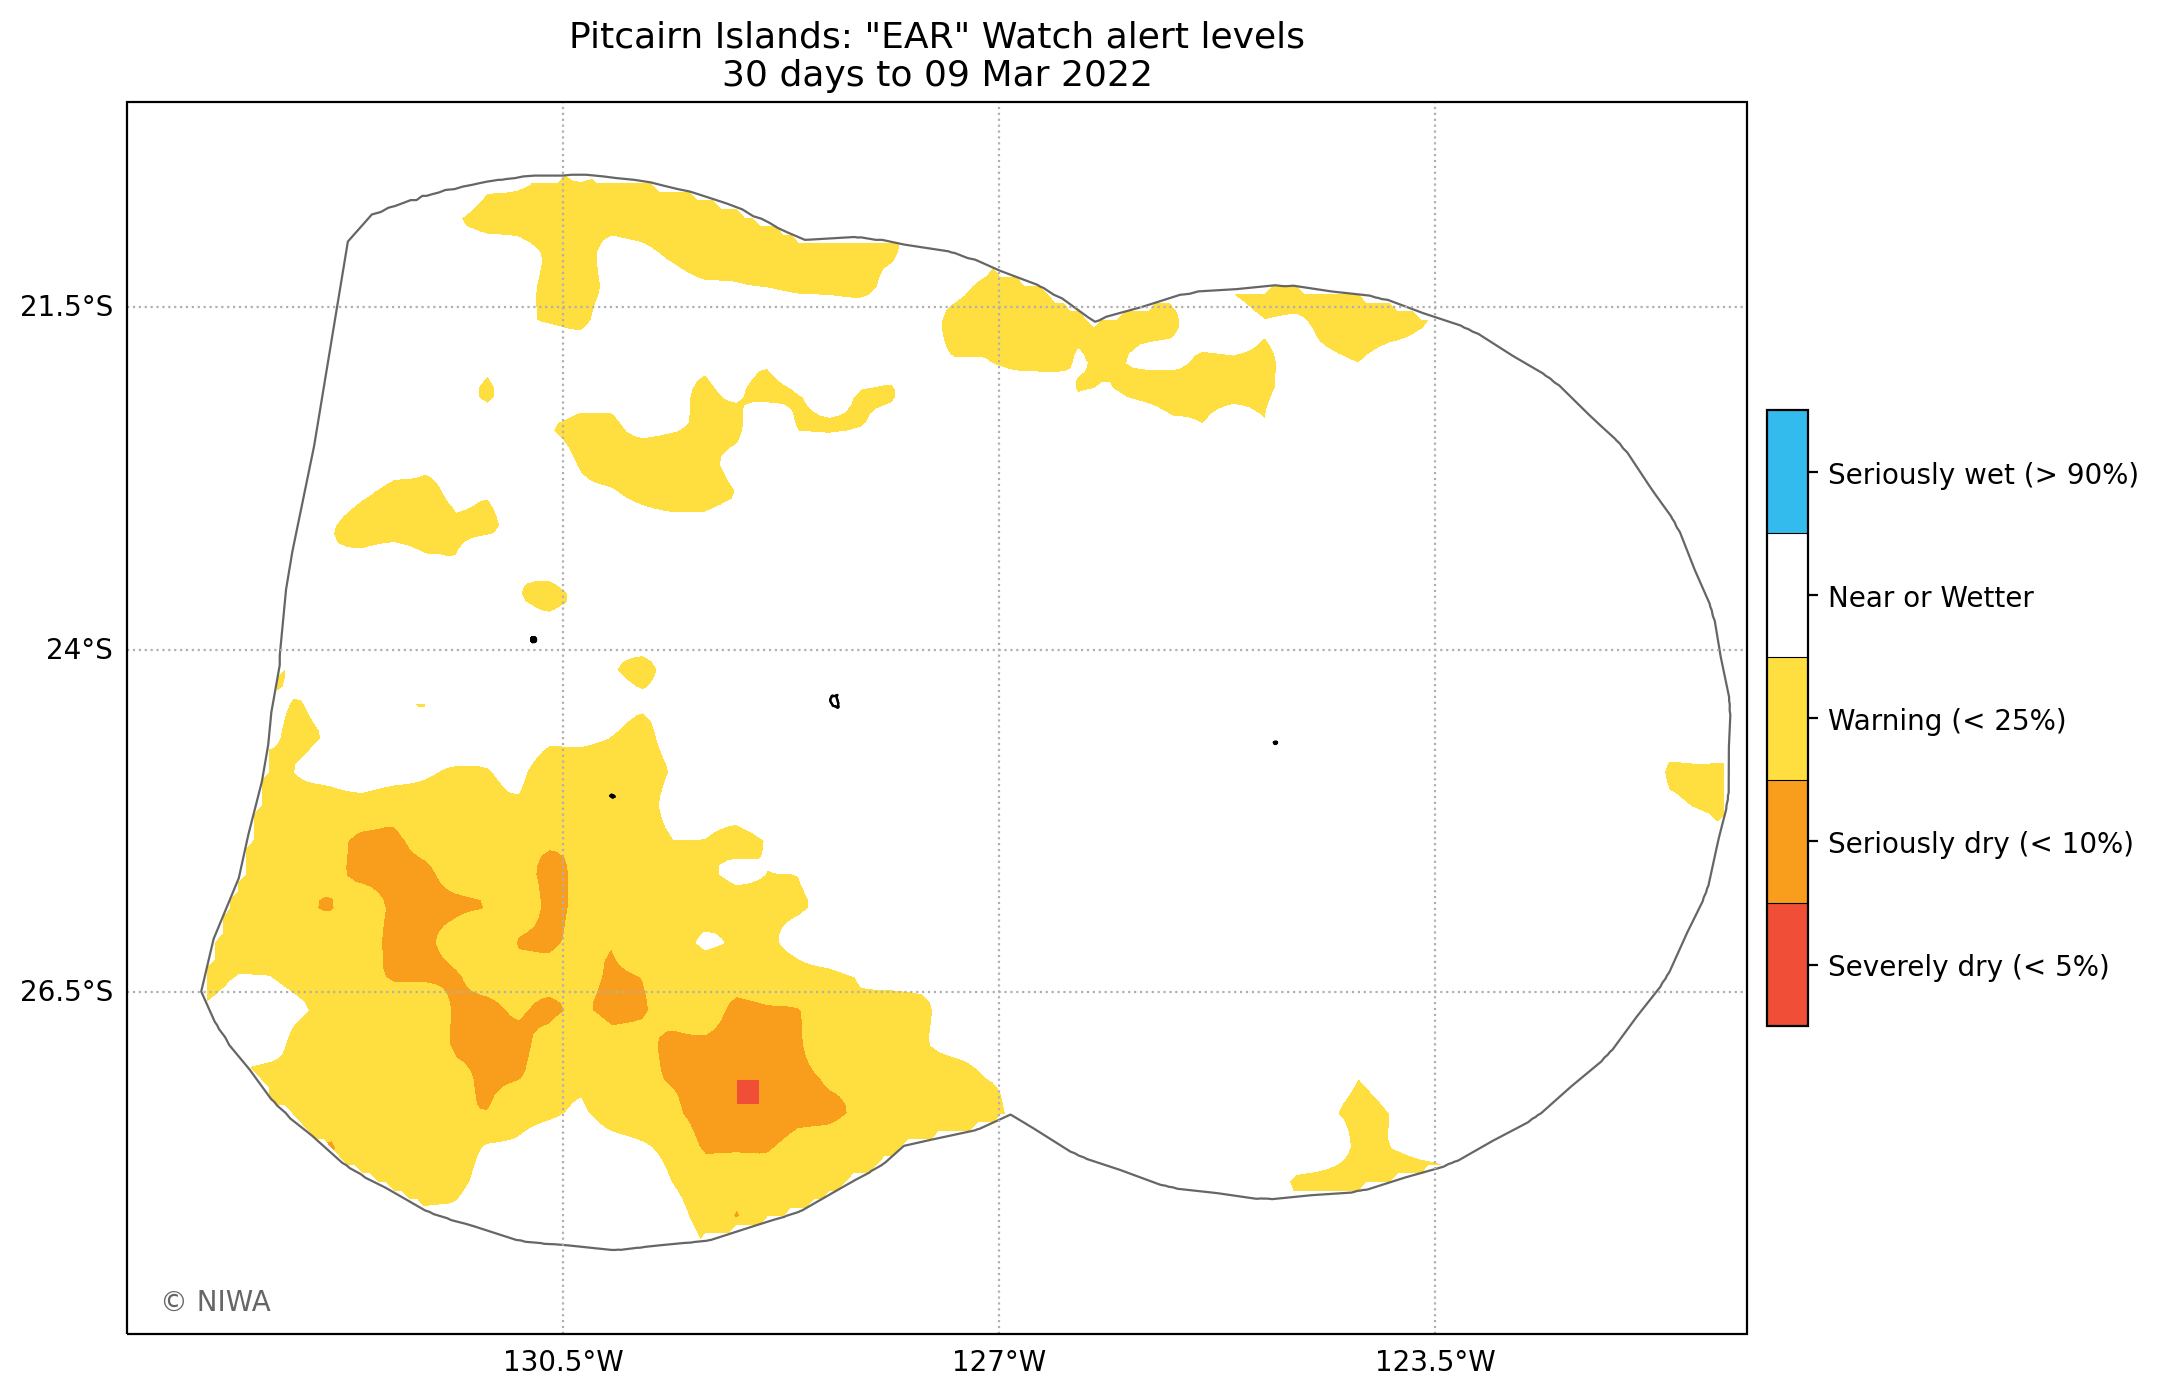 Pitcairn Islands: "EAR" Watch alert levels
30 days to 09 Mar 2022
21.5°S
24°S
26.5°S
130.5°W
127°W
123.5°W
Seriously wet (> 90%)
Near or Wetter
Warning (< 25%)
Seriously dry (< 10%)
Severely dry (< 5%)
© NIWA